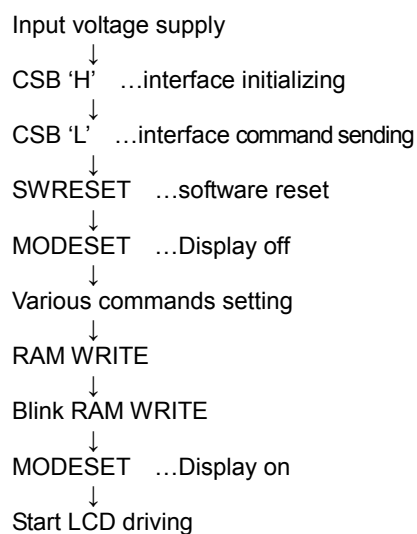 Input voltage supply
↓
CSB ‘H’ …interface initializing
↓
CSB ‘L’ …interface command sending
↓
SWRESET …software reset
↓
MODESET …Display off
↓
Various commands setting
↓
RAM WRITE
↓
Blink RAM WRITE
↓
MODESET …Display on
↓
Start LCD driving